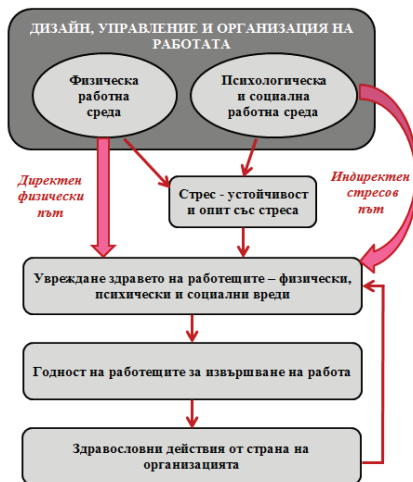 ДИЗАЙН, УПРАВЛЕНИЕ И ОРГАНИЗАЦИЯ НА
РАБОТАТА
Физическа
работна
среда
Психологическа
и социална
работна среда
Директен
физически
път
Стрес - устойчивост
и опит със стреса
Индиректен
стресов
път
Увреждане здравето на работещите – физически,
психически и социални вреди
Годност на работещите за извършване на работа
Здравословни действия от страна на
организацията